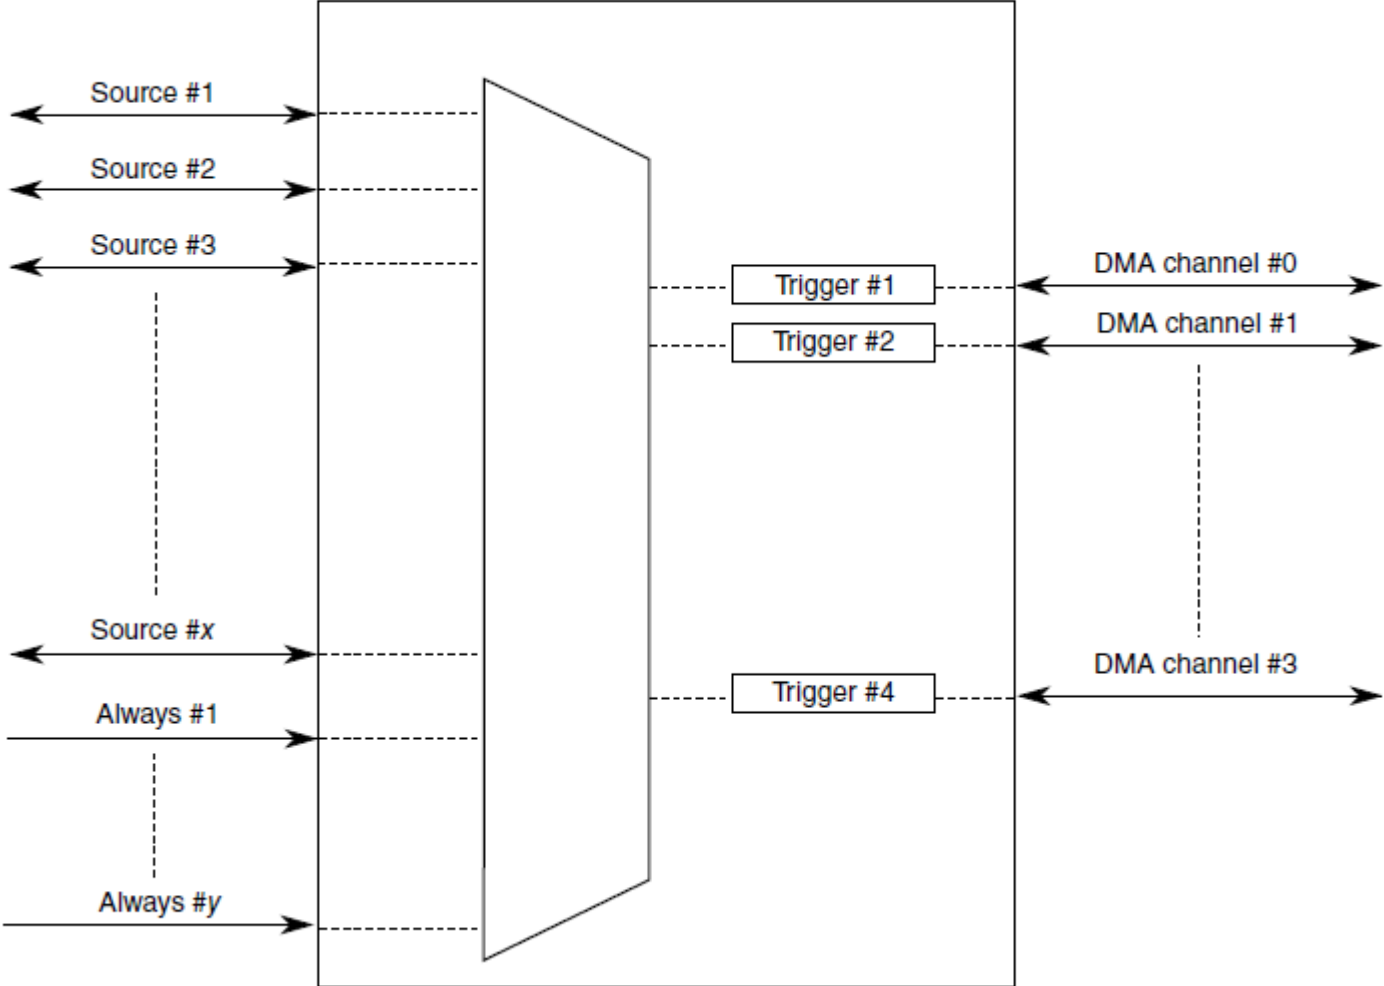 Source #1
Source #2
Source #3
Source #x
Always #1
Always #y
Trigger #1
Trigger #2
Trigger #4
DMA channel #0
DMA channel #1
DMA channel #3